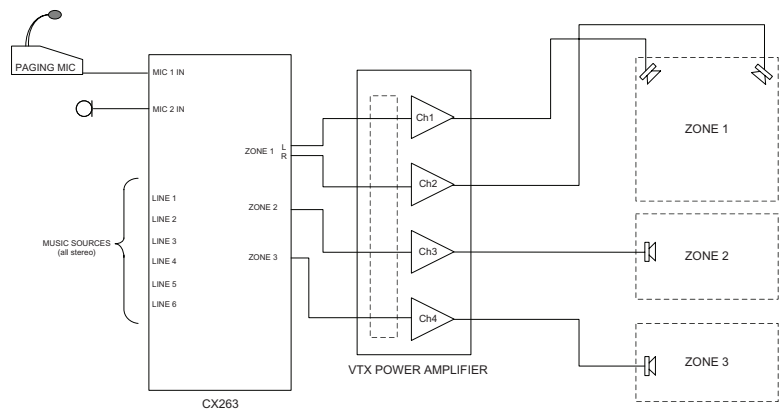 PAGING MIC
MIC 1 IN
MIC 2 IN
ZONE 1 L
R
LINE 1
LINE 2
LINE 3
LINE 4
LINE 5
LINE 6
MUSIC SOURCES
(all stereo)
ZONE 2
ZONE 3
CX263
Ch1
Ch2
Ch3
Ch4
VTX POWER AMPLIFIER
ZONE 1
ZONE 2
ZONE 3